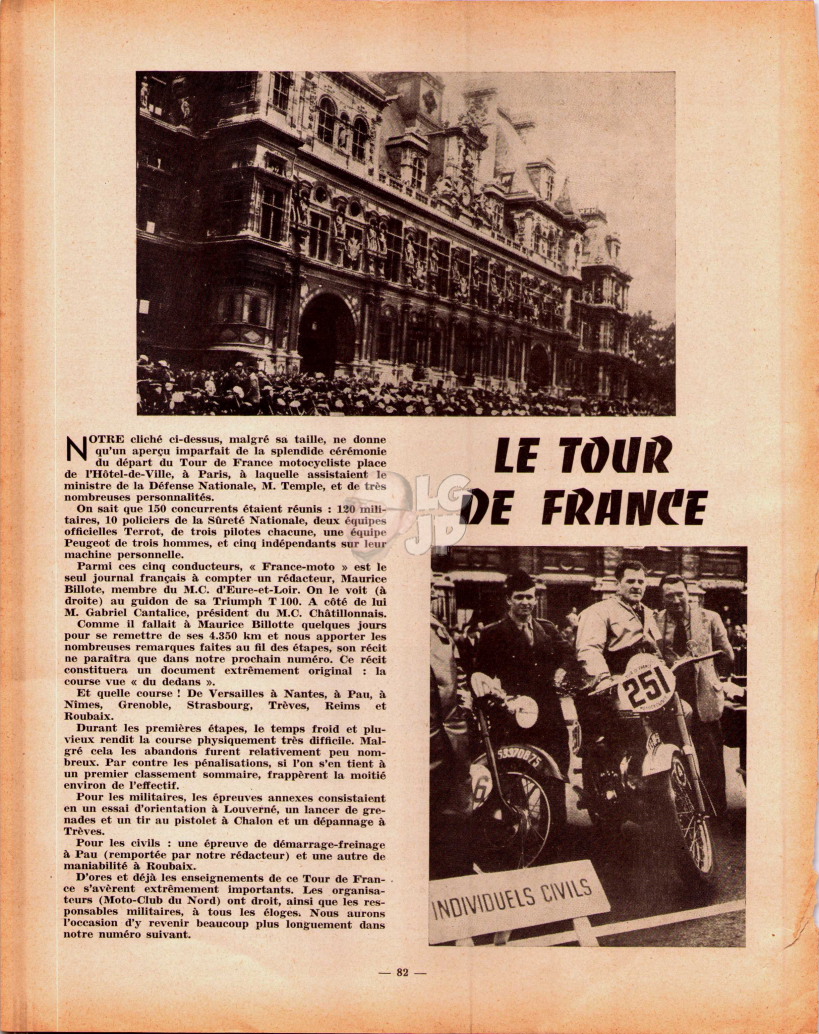 NOTRE cliché ci-dessus, malgré sa taille, ne donne
qu'un aperçu imparfait de la splendide cérémonie
du départ du Tour de France motocycliste place
de l'Hôtel-de-Ville, à Paris, à laquelle assistaient le
ministre de la Défense Nationale, M. Temple, et de très
nombreuses personnalités.
On sait que 150 concurrents étaient réunis : 120 mili-
taires, 10 policiers de la Sûreté Nationale, deux équipes
officielles Terrot, de trois pilotes chacune, une équipe
Peugeot de trois hommes, et cinq indépendants sur leur
machine personnelle.
Parmi ces cinq conducteurs, « France-moto » est le
seul journal français à compter un rédacteur, Maurice
Billote, membre du M.C. d'Eure-et-Loir. On le voit (à
droite) au guidon de sa Triumph T 100. A côté de lui
M. Gabriel Cantalice, président du M.C. Châtillonnais.
Comme il fallait à Maurice Billotte quelques jours
pour se remettre de ses 4.350 km et nous apporter les
nombreuses remarques faites au fil des étapes, son récit
ne paraîtra que dans notre prochain numéro. Ce récit
constituera un document extrêmement original : la
course vue « du dedans ».
Et quelle course ! De Versailles à Nantes, à Pau, à
Nîmes, Grenoble, Strasbourg, Trèves, Reims et
Roubaix.
Durant les premières étapes, le temps froid et plu-
vieux rendit la course physiquement très difficile. Mal-
gré cela les abandons furent relativement peu nom-
breux. Par contre les pénalisations, si l'on s'en tient à
un premier classement sommaire, frappèrent la moitié
environ de l'effectif.
Pour les militaires, les épreuves annexes consistaient
en un essai d'orientation à Louverné, un lancer de gre-
nades et un tir au pistolet à Chalon et un dépannage à
Trèves.
Pour les civils : une épreuve de démarrage-freinage
à Pau (remportée par notre rédacteur) et une autre de
maniabilité à Roubaix.
D'ores et déjà les enseignements de ce Tour de Fran-
ce s'avèrent extrêmement importants. Les organisa-
teurs (Moto-Club du Nord) ont droit, ainsi que les res-
ponsables militaires, à tous les éloges. Nous aurons
l'occasion d'y revenir beaucoup plus longuement dans
notre numéro suivant.
LE TOUR
DE FRANCE
LG
JP
251
5337DB75
6
INDIVIDUELS CIVILS
— 82 —